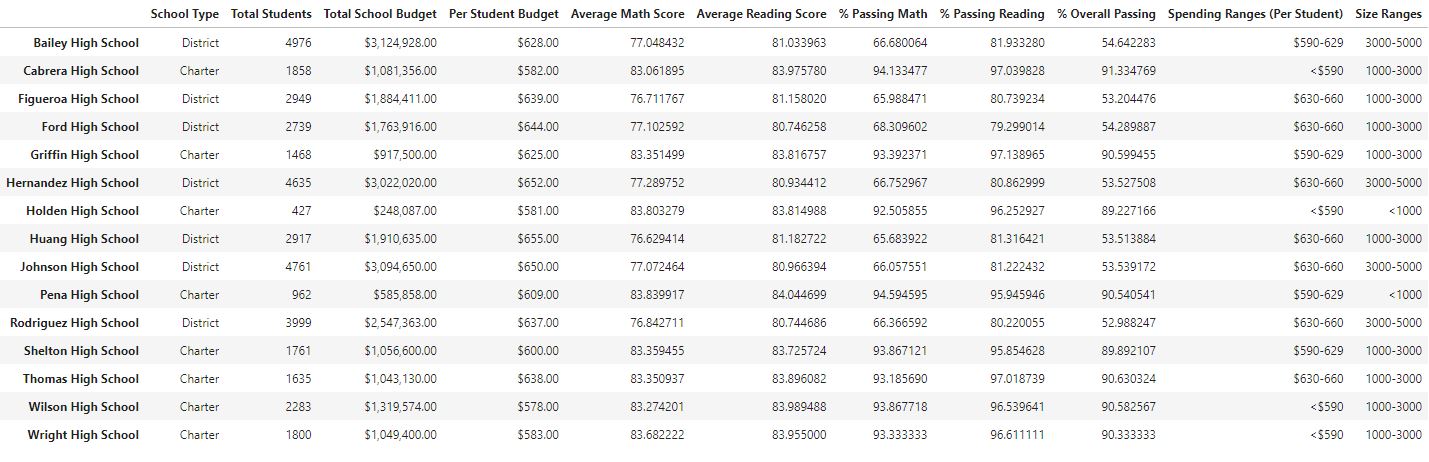 School Type Total Students Total School Budget Per Student Budget Average Math Score Average Reading Score % Passing Math % Passing Reading % Overall Passing Spending Ranges (Per Student) Size Ranges
Bailey High School District 4976 $3,124,928.00 $628.00 77.048432 81.033963 66.680064 81.933280 54.642283 $590-629 3000-5000
Cabrera High School Charter 1858 $1,081,356.00 $582.00 83.061895 83.975780 94.133477 97.039828 91.334769 <$590 1000-3000
Figueroa High School District 2949 $1,884,411.00 $639.00 76.711767 81.158020 65.988471 80.739234 53.204476 $630-660 1000-3000
Ford High School District 2739 $1,763,916.00 $644.00 77.102592 80.746258 68.309602 79.299014 54.289887 $630-660 1000-3000
Griffin High School Charter 1468 $917,500.00 $625.00 83.351499 83.816757 93.392371 97.138965 90.599455 $590-629 1000-3000
Hernandez High School District 4635 $3,022,020.00 $652.00 77.289752 80.934412 66.752967 80.862999 53.527508 $630-660 3000-5000
Holden High School Charter 427 $248,087.00 $581.00 83.803279 83.814988 92.505855 96.252927 89.227166 <$590 <1000
Huang High School District 2917 $1,910,635.00 $655.00 76.629414 81.182722 65.683922 81.316421 53.513884 $630-660 1000-3000
Johnson High School District 4761 $3,094,650.00 $650.00 77.072464 80.966394 66.057551 81.222432 53.539172 $630-660 3000-5000
Pena High School Charter 962 $585,858.00 $609.00 83.839917 84.044699 94.594595 95.945946 90.540541 $590-629 <1000
Rodriguez High School District 3999 $2,547,363.00 $637.00 76.842711 80.744686 66.366592 80.220055 52.988247 $630-660 3000-5000
Shelton High School Charter 1761 $1,056,600.00 $600.00 83.359455 83.725724 93.867121 95.854628 89.892107 $590-629 1000-3000
Thomas High School Charter 1635 $1,043,130.00 $638.00 83.350937 83.896082 93.185690 97.018739 90.630324 $630-660 1000-3000
Wilson High School Charter 2283 $1,319,574.00 $578.00 83.274201 83.989488 93.867718 96.539641 90.582567 <$590 1000-3000
Wright High School Charter 1800 $1,049,400.00 $583.00 83.682222 83.955000 93.333333 96.611111 90.333333 <$590 1000-3000